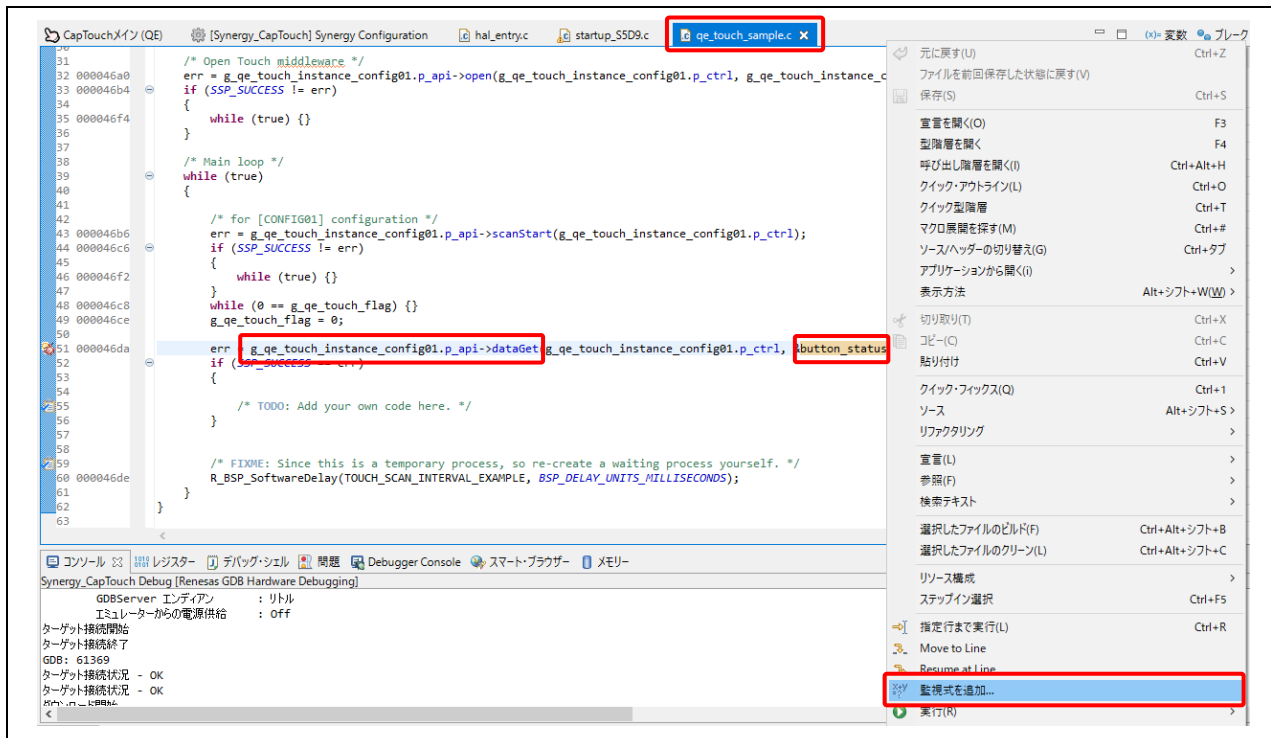 CapTouchメイン (QE) [Synergy_CapTouch] Synergy Configuration hal_entry.c startup_S5D9.c qe_touch_sample.c (x)= 変数 ブレーク
31 /* Open Touch middleware */
32 000046a0 err = g_qe_touch_instance_config01.p_api->open(g_qe_touch_instance_config01.p_ctrl, g_qe_touch_instance_c
33 000046b4 if (SSP_SUCCESS != err)
34 {
35 000046f4 while (true) {}
36 }
37
38 /* Main loop */
39 while (true)
40 {
41
42 /* for [CONFIG01] configuration */
43 000046b6 err = g_qe_touch_instance_config01.p_api->scanStart(g_qe_touch_instance_config01.p_ctrl);
44 000046c6 if (SSP_SUCCESS != err)
45 {
46 000046f2 while (true) {}
47 }
48 000046c8 while (0 == g_qe_touch_flag) {}
49 000046ce g_qe_touch_flag = 0;
50
51 000046da err = g_qe_touch_instance_config01.p_api->dataGet(g_qe_touch_instance_config01.p_ctrl, &button_status
52 if (SSP_SUCCESS == err)
53 {
54
55 /* TODO: Add your own code here. */
56 }
57
58
59 /* FIXME: Since this is a temporary process, so re-create a waiting process yourself. */
60 000046de R_BSP_SoftwareDelay(TOUCH_SCAN_INTERVAL_EXAMPLE, BSP_DELAY_UNITS_MILLISECONDS);
61 }
62 }
63
元に戻す(U) Ctrl+Z
ファイルを前回保存した状態に戻す(V)
保存(S) Ctrl+S
宣言を開く(O) F3
型階層を開く F4
呼び出し階層を開く(I) Ctrl+Alt+H
クイック・アウトライン(L) Ctrl+O
クイック型階層 Ctrl+T
マクロ展開を探す(M) Ctrl+#
ソース/ヘッダーの切り替え(G) Ctrl+タブ
アプリケーションから開く(i) >
表示方法 Alt+シフト+W(W) >
切り取り(T) Ctrl+X
コピー(C) Ctrl+C
貼り付け Ctrl+V
クイック・フィックス(Q) Ctrl+1
ソース Alt+シフト+S >
リファクタリング >
宣言(L) >
参照(F) >
検索テキスト >
選択したファイルのビルド(F) Ctrl+Alt+シフト+B
選択したファイルのクリーン(L) Ctrl+Alt+シフト+C
リソース構成 >
ステップイン選択 Ctrl+F5
指定行まで実行(L) Ctrl+R
Move to Line
Resume at Line
監視式を追加...
実行(R) >
コンソール レジスター デバッグ・シェル 問題 Debugger Console スマート・ブラウザー メモリー
Synergy_CapTouch Debug [Renesas GDB Hardware Debugging]
GDBServer エンディアン : リトル
エミュレーターからの電源供給 : Off
ターゲット接続開始
ターゲット接続終了
GDB: 61369
ターゲット接続状況 - OK
ターゲット接続状況 - OK
ダウンロード開始